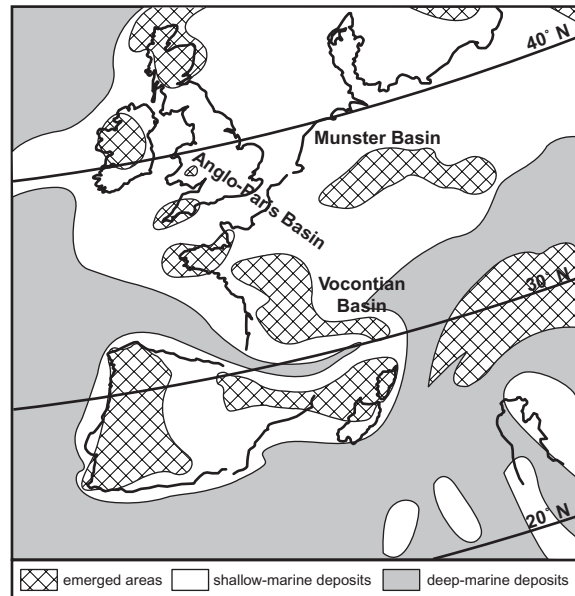 40° N
Munster Basin
Anglo-Paris Basin
Vocontian
Basin
30° N
20° N
emerged areas
shallow-marine deposits
deep-marine deposits